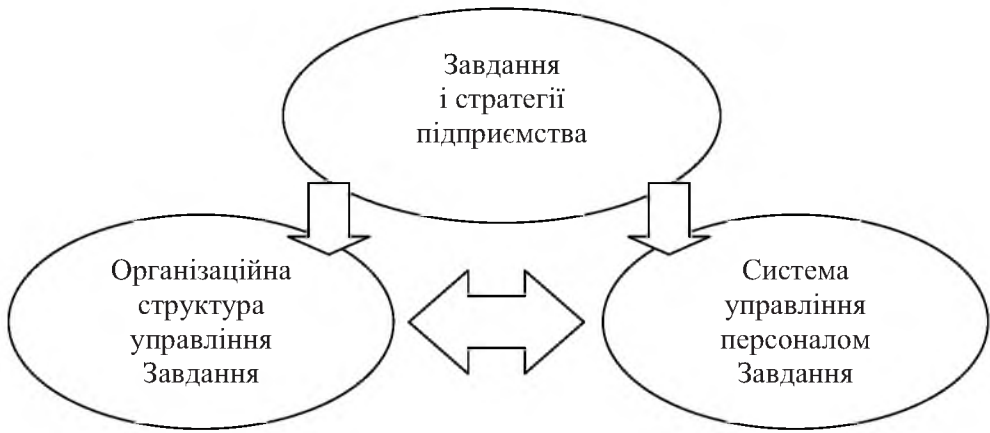 Завдання
і стратегії
підприємства
Організаційна
структура
управління
Завдання
Система
управління
персоналом
Завдання